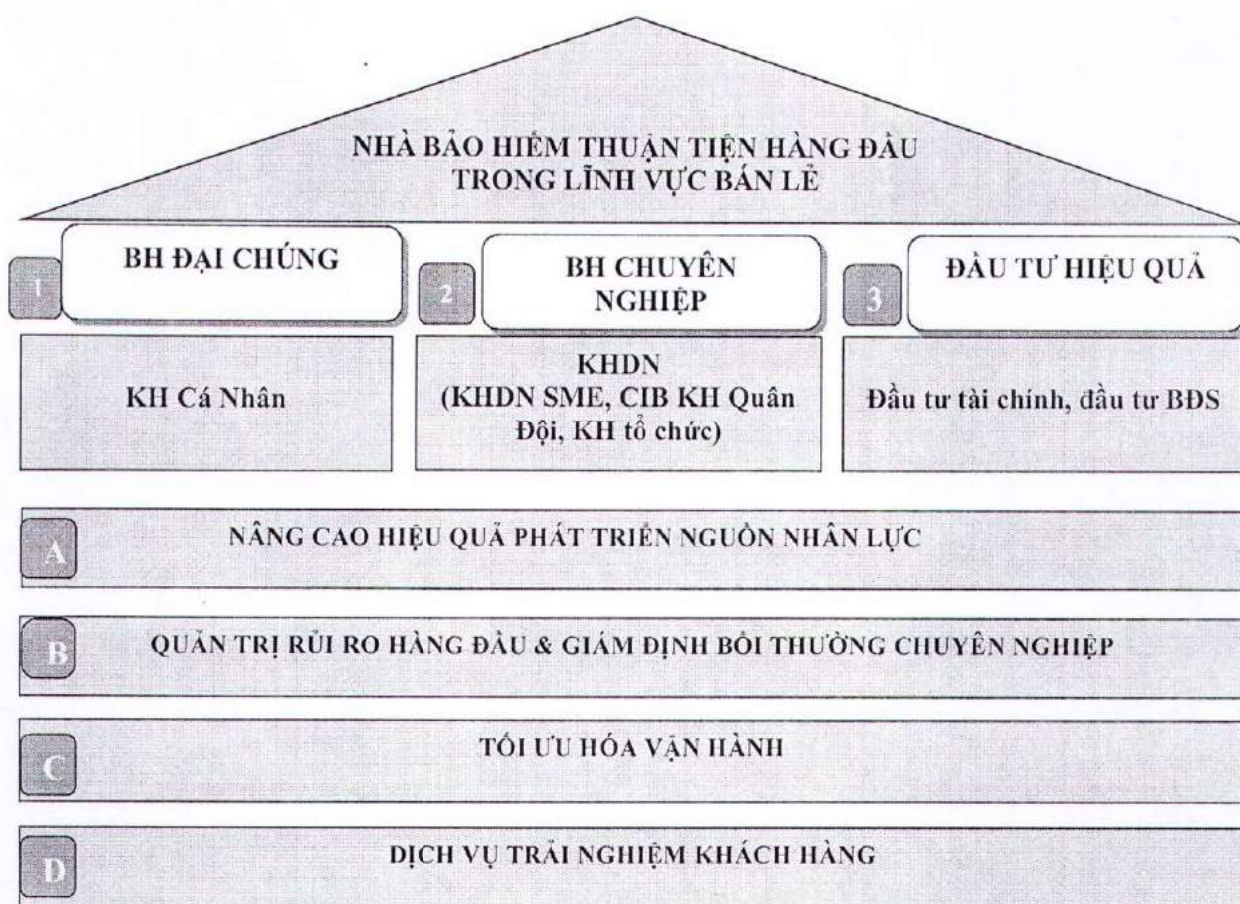 NHÀ BẢO HIỂM THUẬN TIỆN HÀNG ĐẦU
TRONG LĨNH VỰC BÁN LẺ
1
BH ĐẠI CHÚNG
2
BH CHUYÊN
NGHIỆP
3
ĐẦU TƯ HIỆU QUẢ
KH Cá Nhân
KHDN
(KHDN SME, CIB KH Quân
Đội, KH tổ chức)
Đầu tư tài chính, đầu tư BĐS
A
NÂNG CAO HIỆU QUẢ PHÁT TRIỂN NGUỒN NHÂN LỰC
B
QUẢN TRỊ RỦI RO HÀNG ĐẦU & GIÁM ĐỊNH BỒI THƯỜNG CHUYÊN NGHIỆP
C
TỐI ƯU HÓA VẬN HÀNH
D
DỊCH VỤ TRẢI NGHIỆM KHÁCH HÀNG